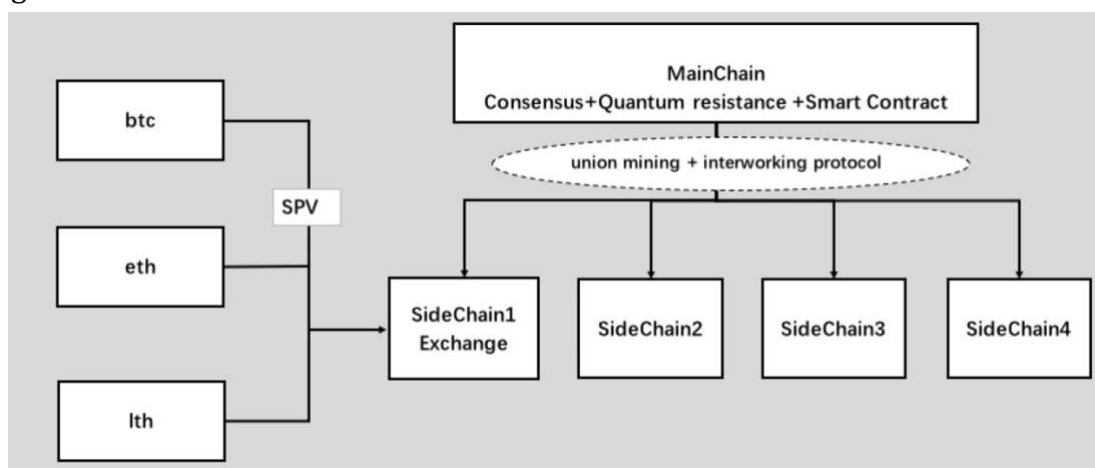 MainChain
Consensus+Quantum resistance +Smart Contract
btc
union mining + interworking protocol
SPV
eth
SideChain1
Exchange
SideChain2
SideChain3
SideChain4
lth